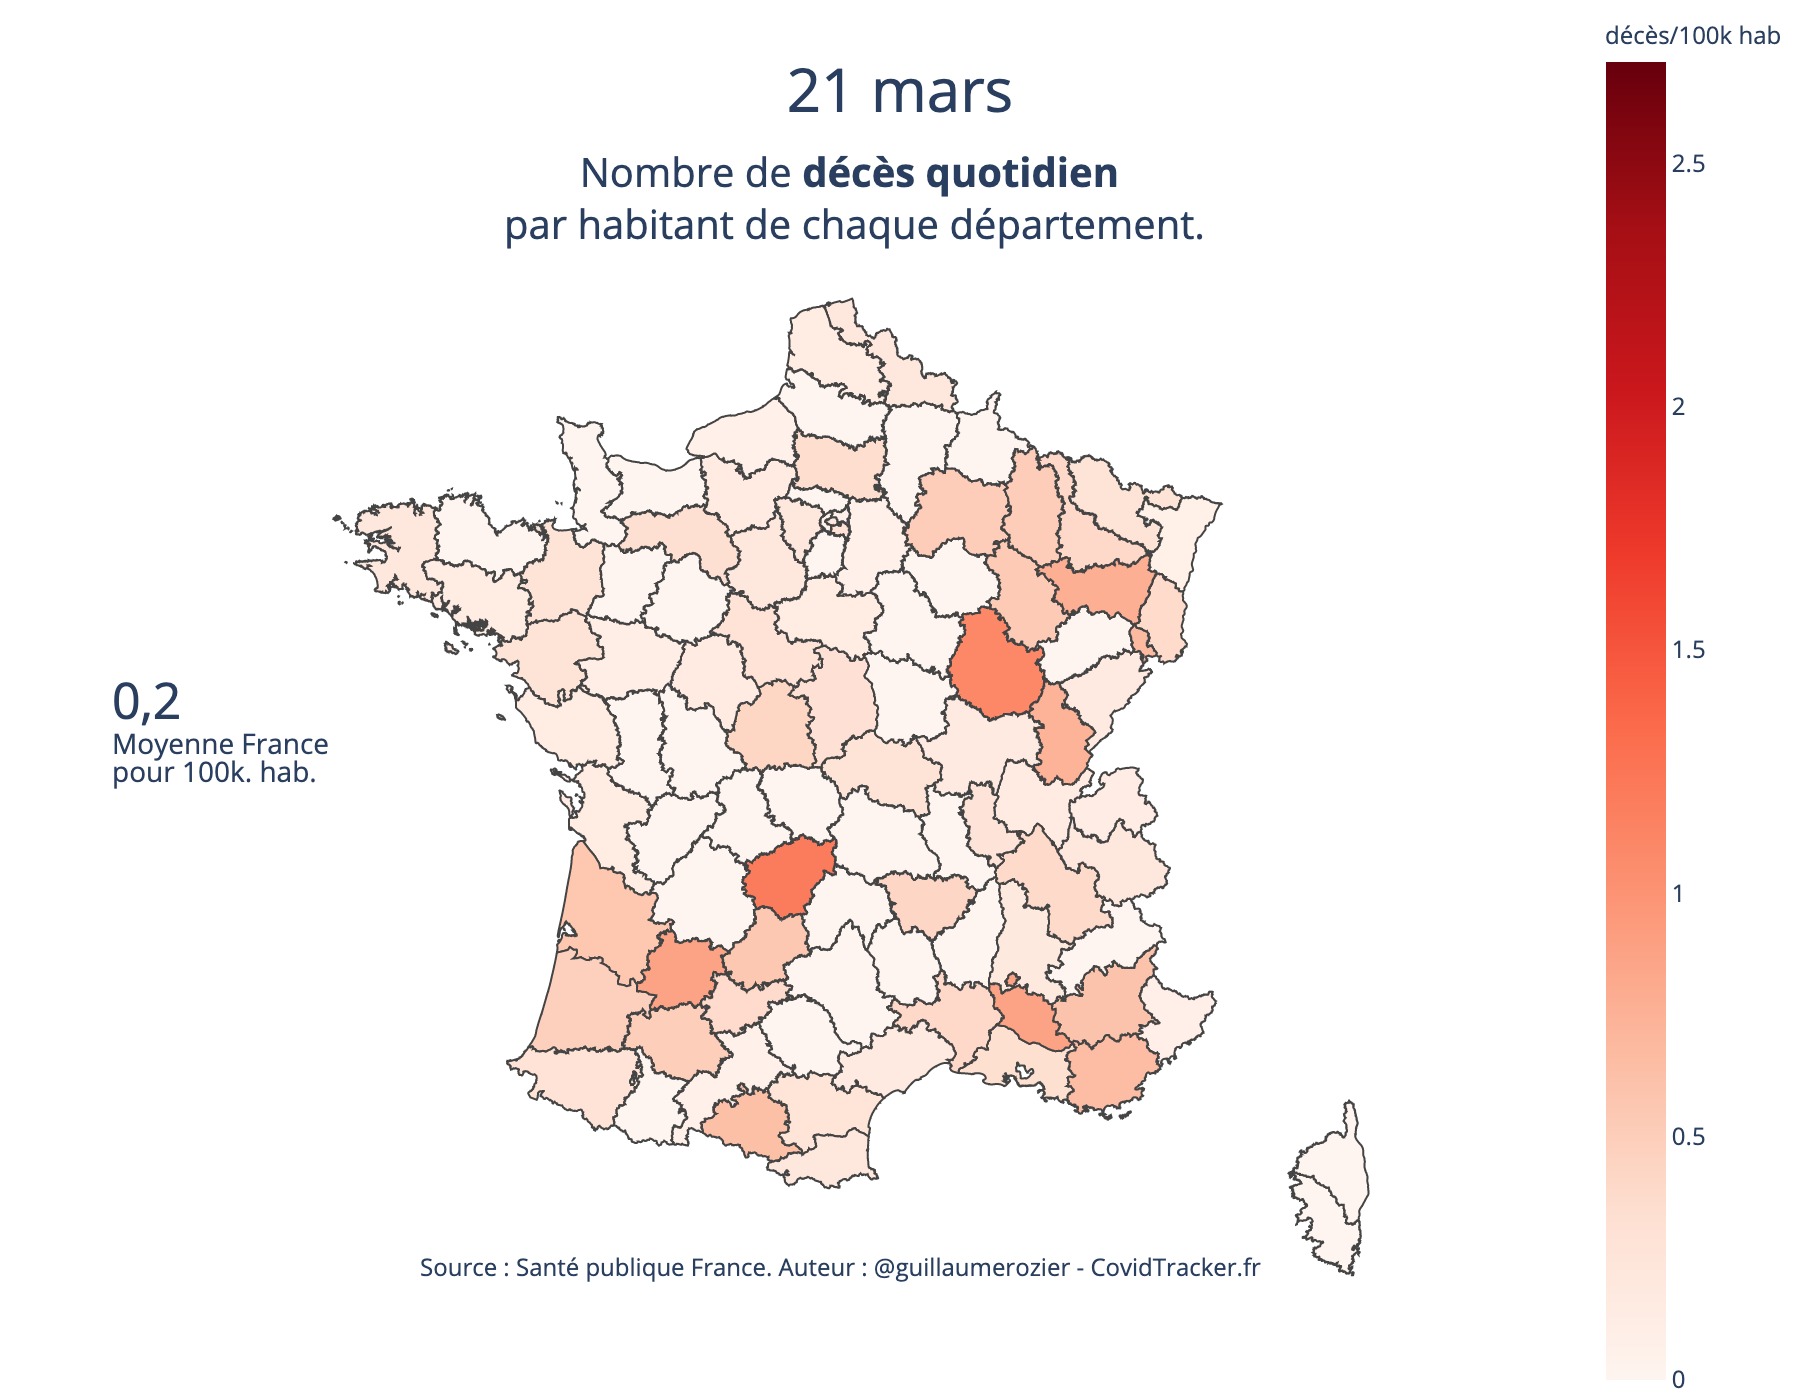 décès/100k hab
21 mars
Nombre de décès quotidien
par habitant de chaque département.
2.5
2
1.5
1
0.5
0
0,2
Moyenne France
pour 100k. hab.
Source : Santé publique France. Auteur : @guillaumerozier - CovidTracker.fr